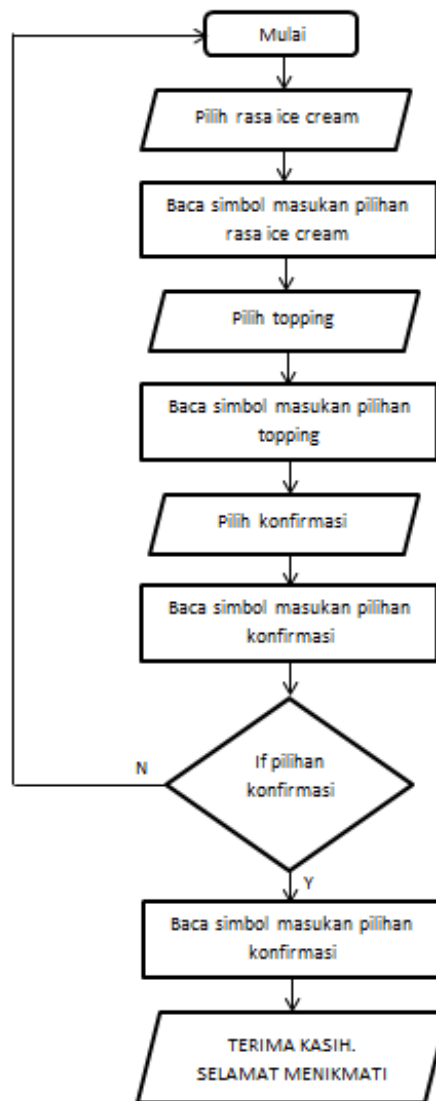 Mulai
Pilih rasa ice cream
Baca simbol masukan pilihan
rasa ice cream
Pilih topping
Baca simbol masukan pilihan
topping
Pilih konfirmasi
Baca simbol masukan pilihan
konfirmasi
If pilihan
konfirmasi
N
Y
Baca simbol masukan pilihan
konfirmasi
TERIMA KASIH.
SELAMAT MENIKMATI